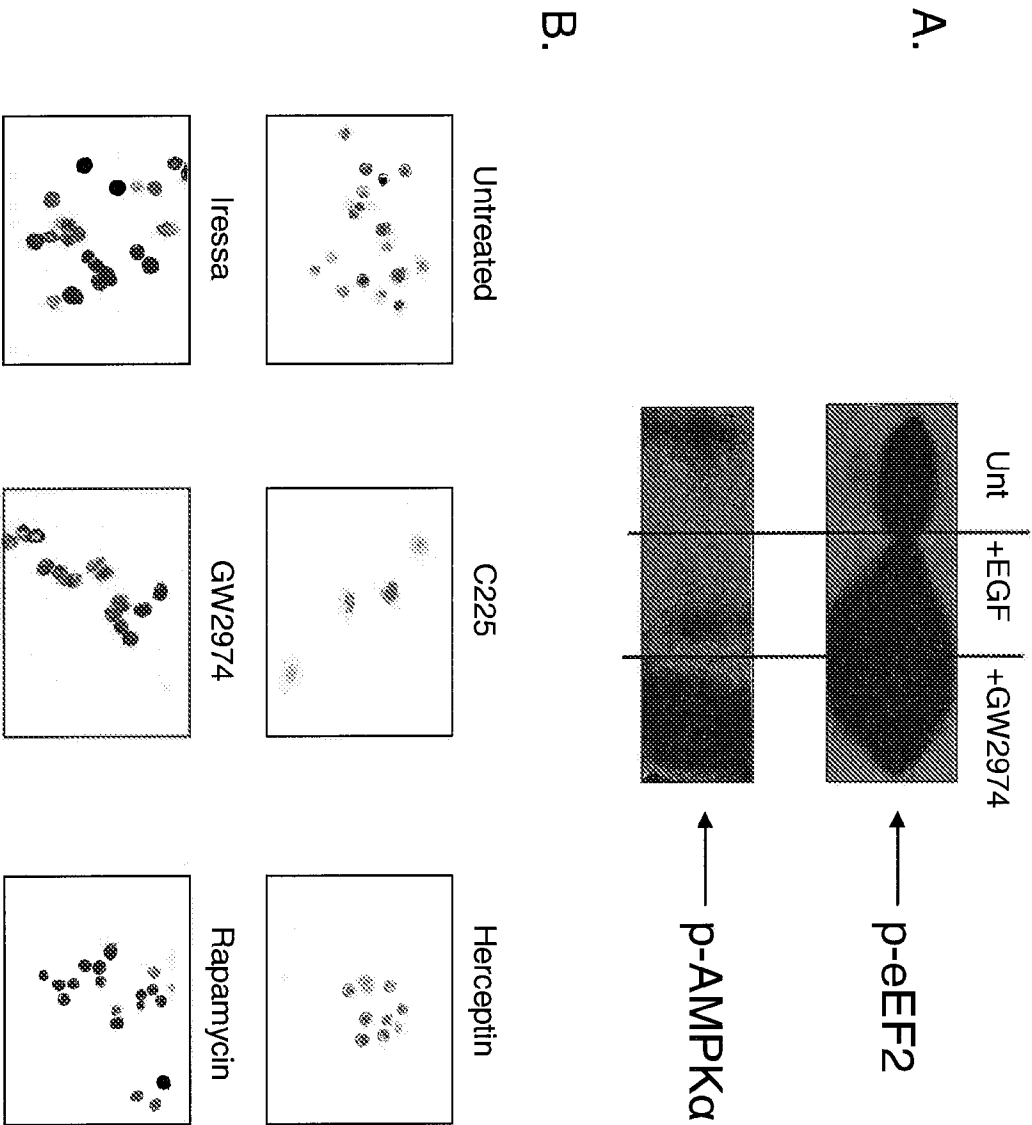 A.
Unt
+EGF
+GW2974
p-eEF2
p-AMPKα
B.
Untreated
C225
Herceptin
Iressa
GW2974
Rapamycin